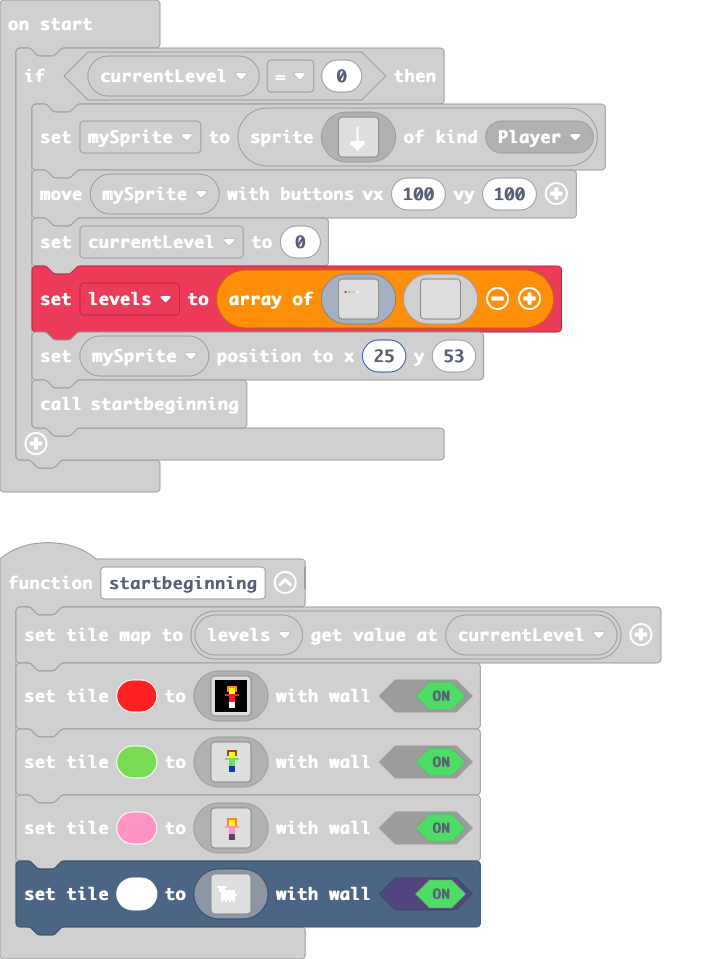 on start
if currentLevel = 0 then
set mySprite to sprite of kind Player
move mySprite with buttons vx 100 vy 100
set currentLevel to 0
set levels to array of
set mySprite position to x 25 y 53
call startbeginning
function startbeginning
set tile map to levels get value at currentLevel
set tile to with wall ON
set tile to with wall ON
set tile to with wall ON
set tile to with wall ON